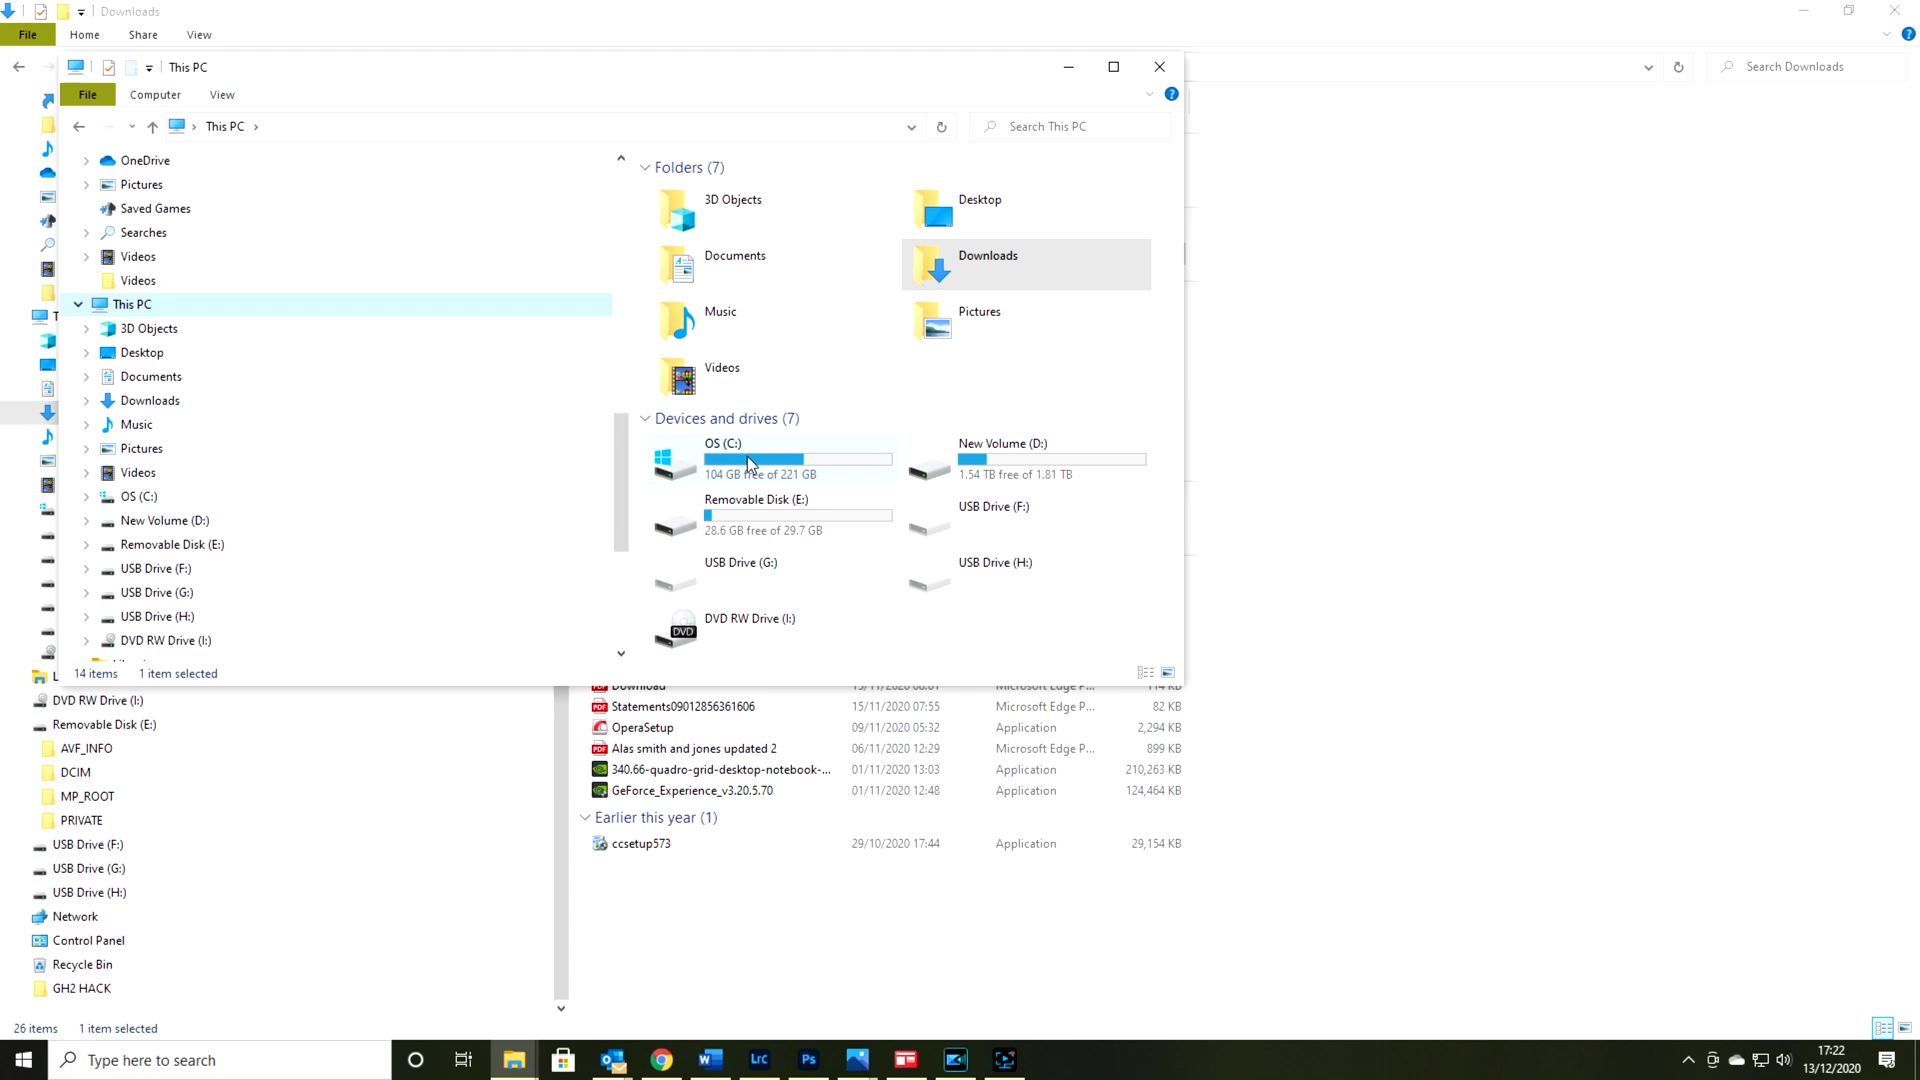 Downloads
File Home Share View
Search Downloads
This PC
File Computer View
This PC
Search This PC
OneDrive
Pictures
Saved Games
Searches
Videos
Videos
This PC
3D Objects
Desktop
Documents
Downloads
Music
Pictures
Videos
OS (C:)
New Volume (D:)
Removable Disk (E:)
USB Drive (F:)
USB Drive (G:)
USB Drive (H:)
DVD RW Drive (I:)
14 items 1 item selected
Folders (7)
3D Objects
Desktop
Documents
Downloads
Music
Pictures
Videos
Devices and drives (7)
OS (C:)
104 GB free of 221 GB
New Volume (D:)
1.54 TB free of 1.81 TB
Removable Disk (E:)
28.6 GB free of 29.7 GB
USB Drive (F:)
USB Drive (G:)
USB Drive (H:)
DVD
DVD RW Drive (I:)
DVD RW Drive (I:)
Removable Disk (E:)
AVF_INFO
DCIM
MP_ROOT
PRIVATE
USB Drive (F:)
USB Drive (G:)
USB Drive (H:)
Network
Control Panel
Recycle Bin
GH2 HACK
Download Microsoft Edge P... 114 KB
Statements09012856361606 15/11/2020 07:55 Microsoft Edge P... 82 KB
OperaSetup 09/11/2020 05:32 Application 2,294 KB
Alas smith and jones updated 2 06/11/2020 12:29 Microsoft Edge P... 899 KB
340.66-quadro-grid-desktop-notebook-... 01/11/2020 13:03 Application 210,263 KB
GeForce_Experience_v3.20.5.70 01/11/2020 12:48 Application 124,464 KB
Earlier this year (1)
ccsetup573 29/10/2020 17:44 Application 29,154 KB
26 items 1 item selected
Type here to search
Lrc
Ps
17:22
13/12/2020